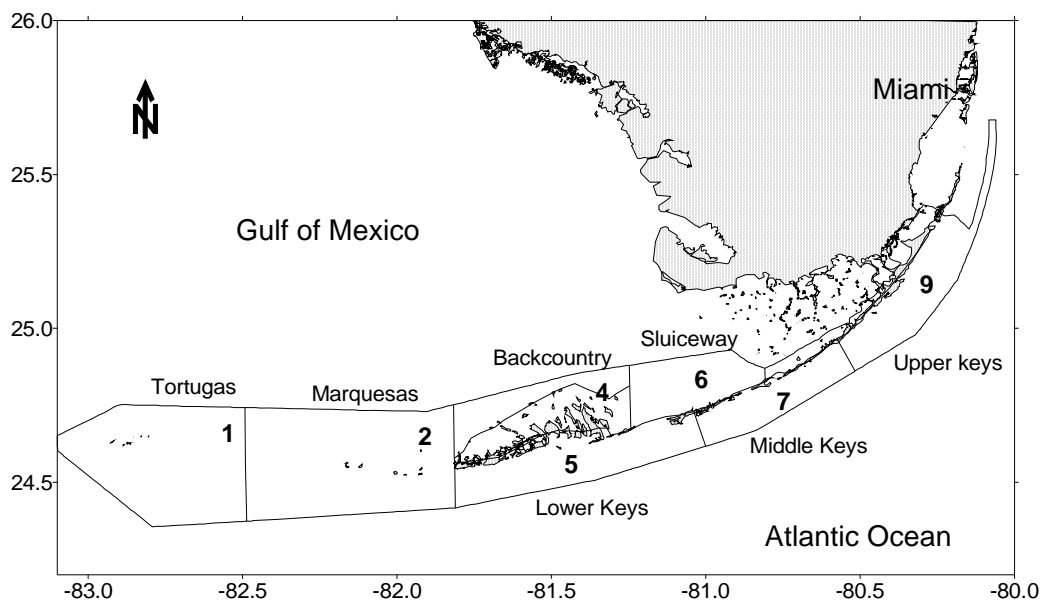 26.0
Miami
N
25.5
Gulf of Mexico
9
25.0
Sluiceway
Backcountry
Upper keys
Tortugas
Marquesas
6
4
7
1
2
Middle Keys
5
24.5
Lower Keys
Atlantic Ocean
-83.0 -82.5 -82.0 -81.5 -81.0 -80.5 -80.0